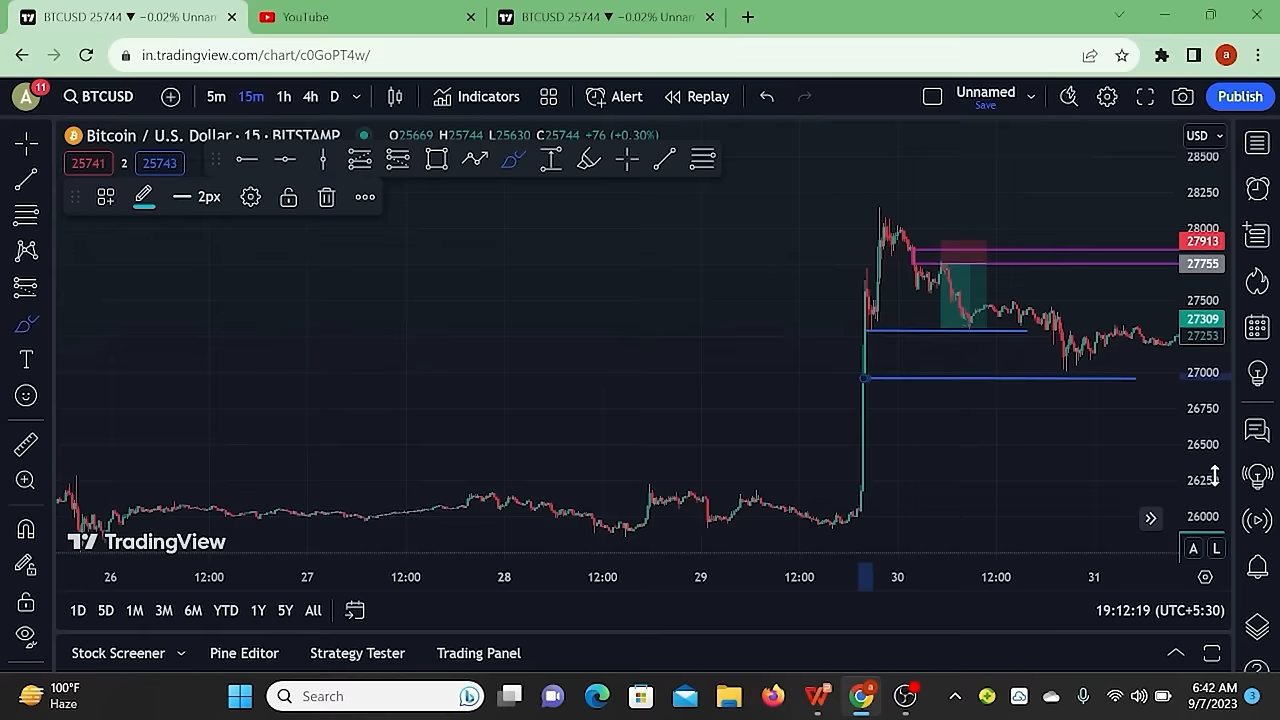 BTCUSD 25744 ▼ −0.02% Unnan
YouTube
BTCUSD 25744 ▼ −0.02% Unnan
in.tradingview.com/chart/c0GoPT4w/
a
A
11
BTCUSD
5m
15m
1h
4h
D
Indicators
Alert
Replay
Unnamed
Save
Publish
Bitcoin / U.S. Dollar · 15 · BITSTAMP
O25669 H25744 L25630 C25744 +76 (+0.30%)
USD
25741
2
25743
2px
28500
28250
28000
27913
27755
27500
27309
27253
27000
26750
26500
26250
26000
TradingView
A
L
26
12:00
27
12:00
28
12:00
29
12:00
30
12:00
31
1D
5D
1M
3M
6M
YTD
1Y
5Y
All
19:12:19 (UTC+5:30)
Stock Screener
Pine Editor
Strategy Tester
Trading Panel
100°F
Haze
Search
6:42 AM
9/7/2023
3